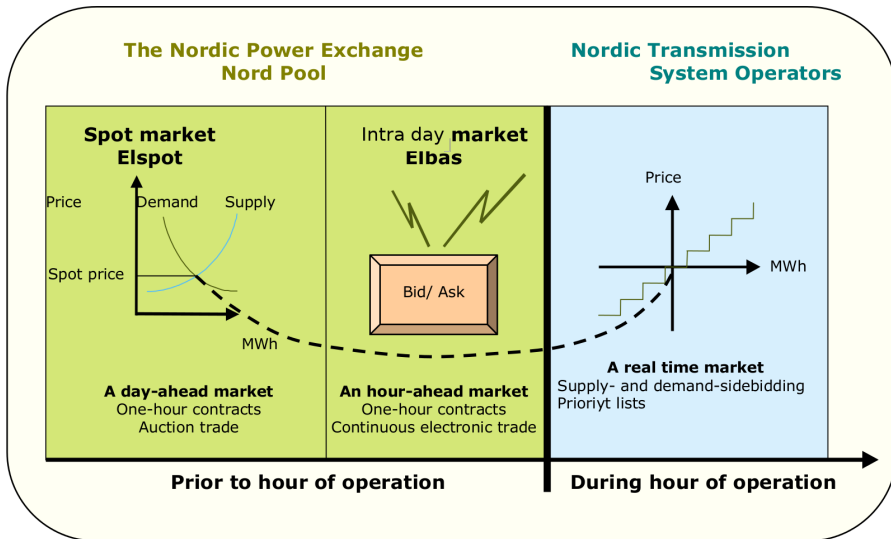 The Nordic Power Exchange
Nord Pool
Nordic Transmission
System Operators
Spot market
Elspot
Price
Demand
Supply
Spot price
MWh
A day-ahead market
One-hour contracts
Auction trade
Intra day market
Elbas
Bid/ Ask
An hour-ahead market
One-hour contracts
Continuous electronic trade
Price
MWh
A real time market
Supply- and demand-sidebidding
Prioriyt lists
Prior to hour of operation
During hour of operation